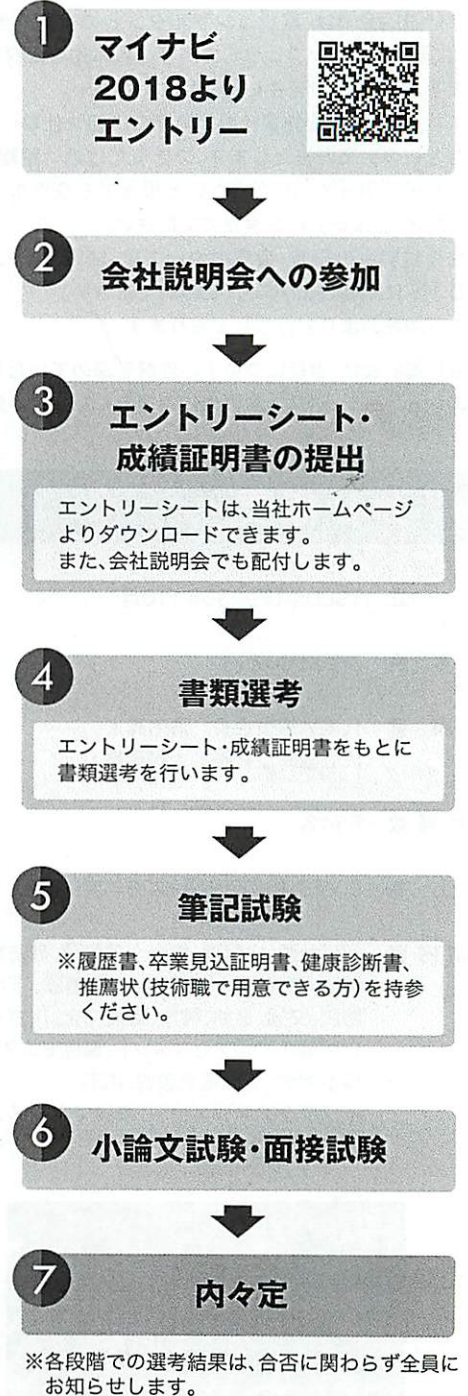 1
マイナビ
2018より
エントリー
2
会社説明会への参加
3
エントリーシート・
成績証明書の提出
エントリーシートは、当社ホームページ
よりダウンロードできます。
また、会社説明会でも配付します。
4
書類選考
エントリーシート・成績証明書をもとに
書類選考を行います。
5
筆記試験
※履歴書、卒業見込証明書、健康診断書、
推薦状(技術職で用意できる方)を持参
ください。
6
小論文試験・面接試験
7
内々定
※各段階での選考結果は、合否に関わらず全員に
お知らせします。